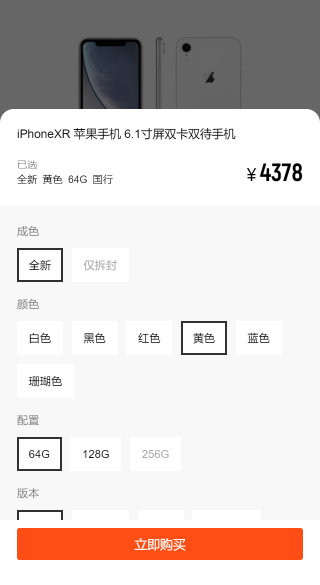 iPhoneXR 苹果手机 6.1寸屏双卡双待手机
已选
全新 黄色 64G 国行
¥4378
成色
全新 仅拆封
颜色
白色 黑色 红色 黄色 蓝色
珊瑚色
配置
64G 128G 256G
版本
立即购买